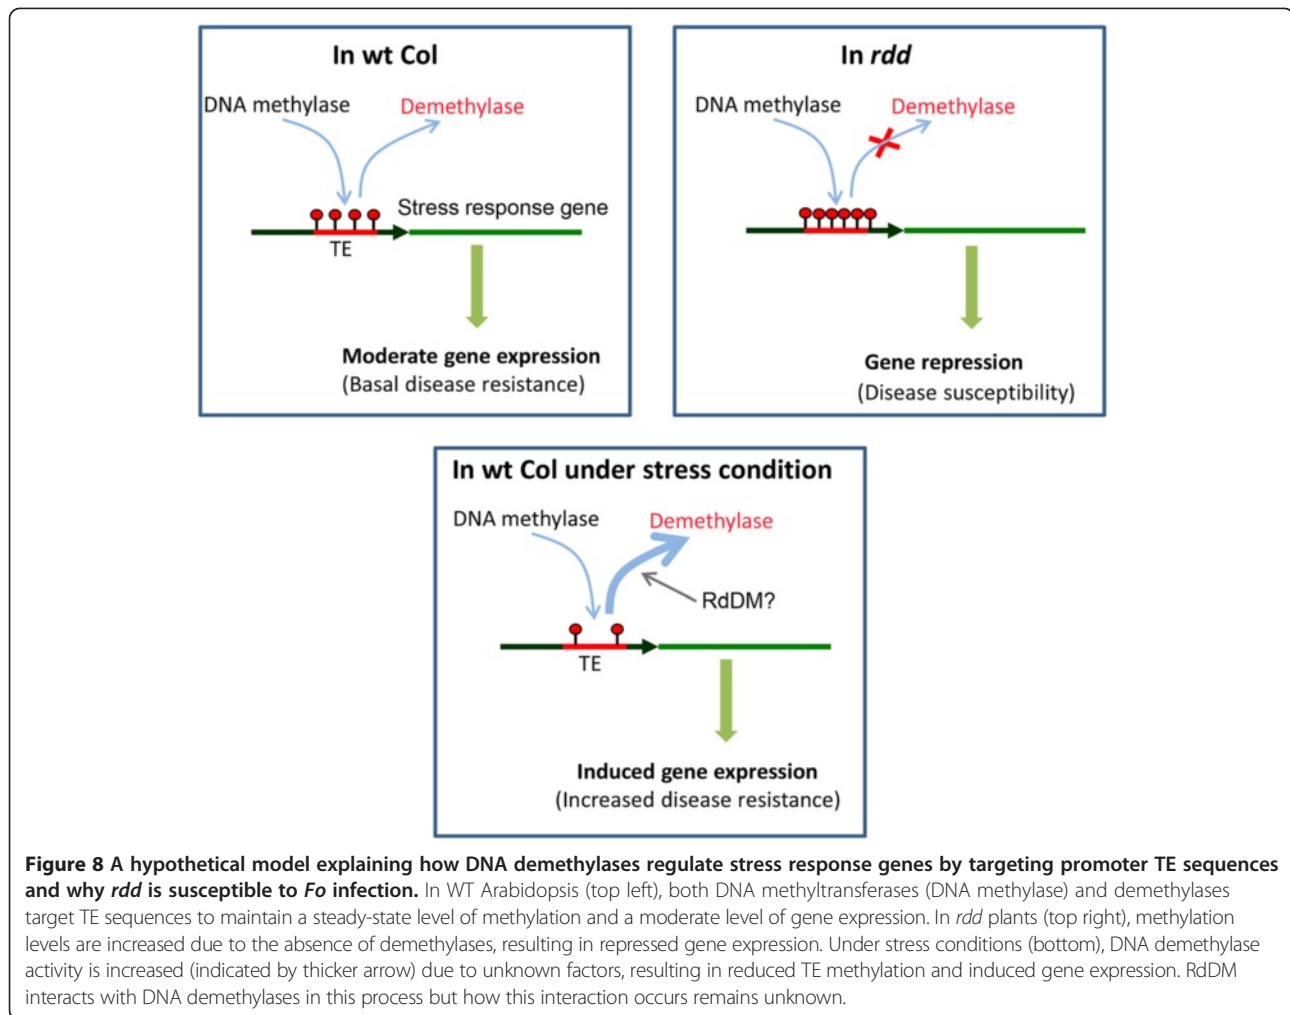 In wt Col
DNA methylase
Demethylase
Stress response gene
TE
Moderate gene expression
(Basal disease resistance)
In rdd
DNA methylase
Demethylase
Gene repression
(Disease susceptibility)
In wt Col under stress condition
DNA methylase
Demethylase
RdDM?
TE
Induced gene expression
(Increased disease resistance)
Figure 8 A hypothetical model explaining how DNA demethylases regulate stress response genes by targeting promoter TE sequences
and why rdd is susceptible to Fo infection. In WT Arabidopsis (top left), both DNA methyltransferases (DNA methylase) and demethylases
target TE sequences to maintain a steady-state level of methylation and a moderate level of gene expression. In rdd plants (top right), methylation
levels are increased due to the absence of demethylases, resulting in repressed gene expression. Under stress conditions (bottom), DNA demethylase
activity is increased (indicated by thicker arrow) due to unknown factors, resulting in reduced TE methylation and induced gene expression. RdDM
interacts with DNA demethylases in this process but how this interaction occurs remains unknown.